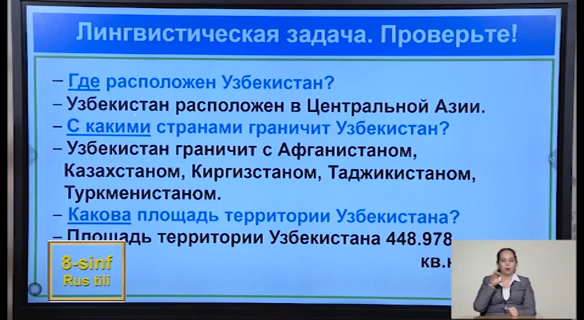 Лингвистическая задача. Проверьте!
– Где расположен Узбекистан?
– Узбекистан расположен в Центральной Азии.
– С какими странами граничит Узбекистан?
– Узбекистан граничит с Афганистаном,
Казахстаном, Киргизстаном, Таджикистаном,
Туркменистаном.
– Какова площадь территории Узбекистана?
– Площадь территории Узбекистана 448.978
кв.
8-sinf
Rus tili